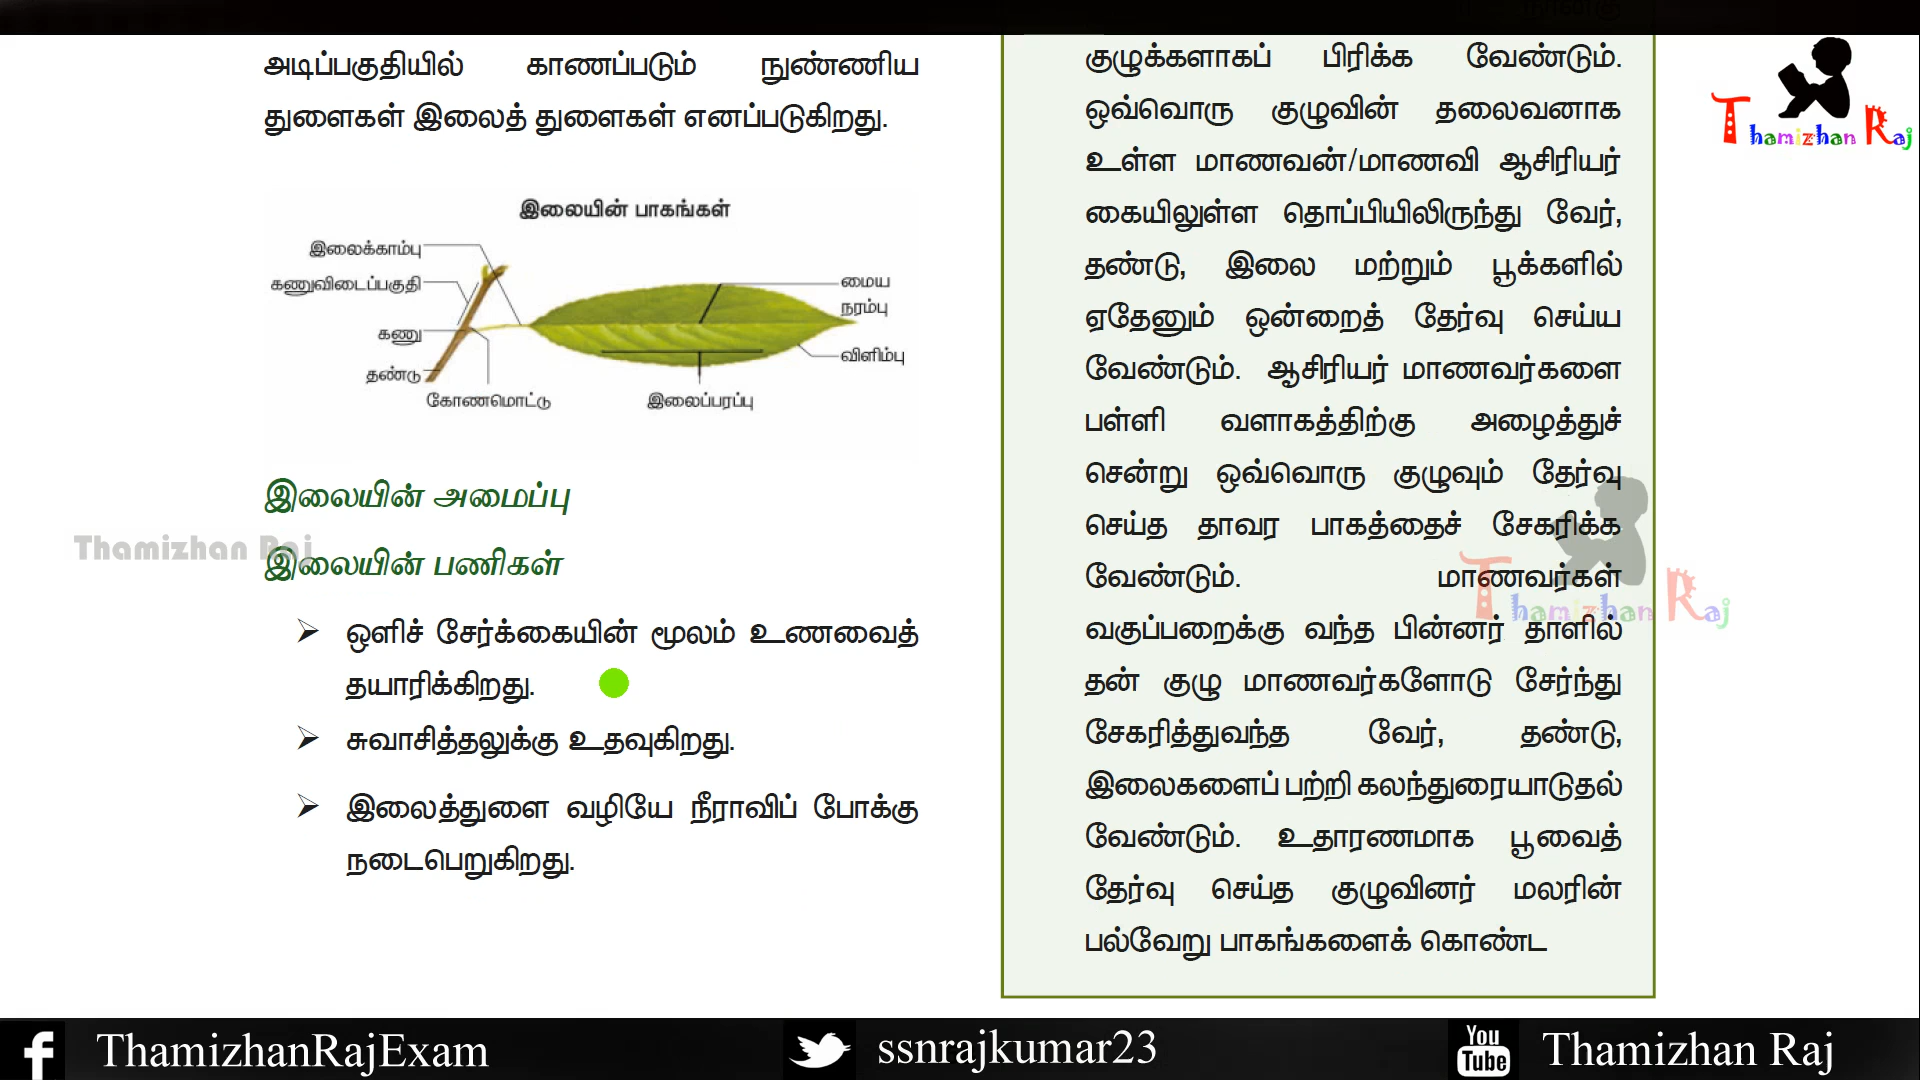 அடிப்பகுதியில் காணப்படும் நுண்ணிய
துளைகள் இலைத் துளைகள் எனப்படுகிறது.
இலையின் பாகங்கள்
இலைக்காம்பு
கணுவிடைப்பகுதி
கணு
தண்டு
கோணமொட்டு
இலைப்பரப்பு
மைய
நரம்பு
விளிம்பு
இலையின் அமைப்பு
Thamizhan Raj
இலையின் பணிகள்
➢ ஒளிச் சேர்க்கையின் மூலம் உணவைத்
தயாரிக்கிறது.
➢ சுவாசித்தலுக்கு உதவுகிறது.
➢ இலைத்துளை வழியே நீராவிப் போக்கு
நடைபெறுகிறது.
குழுக்களாகப் பிரிக்க வேண்டும்.
ஒவ்வொரு குழுவின் தலைவனாக
உள்ள மாணவன்/மாணவி ஆசிரியர்
கையிலுள்ள தொப்பியிலிருந்து வேர்,
தண்டு, இலை மற்றும் பூக்களில்
ஏதேனும் ஒன்றைத் தேர்வு செய்ய
வேண்டும். ஆசிரியர் மாணவர்களை
பள்ளி வளாகத்திற்கு அழைத்துச்
சென்று ஒவ்வொரு குழுவும் தேர்வு
செய்த தாவர பாகத்தைச் சேகரிக்க
வேண்டும். மாணவர்கள்
வகுப்பறைக்கு வந்த பின்னர் தாளில்
தன் குழு மாணவர்களோடு சேர்ந்து
சேகரித்துவந்த வேர், தண்டு,
இலைகளைப் பற்றி கலந்துரையாடுதல்
வேண்டும். உதாரணமாக பூவைத்
தேர்வு செய்த குழுவினர் மலரின்
பல்வேறு பாகங்களைக் கொண்ட
Thamizhan Raj
Thamizhan Raj
f ThamizhanRajExam
ssnrajkumar23
You Tube Thamizhan Raj